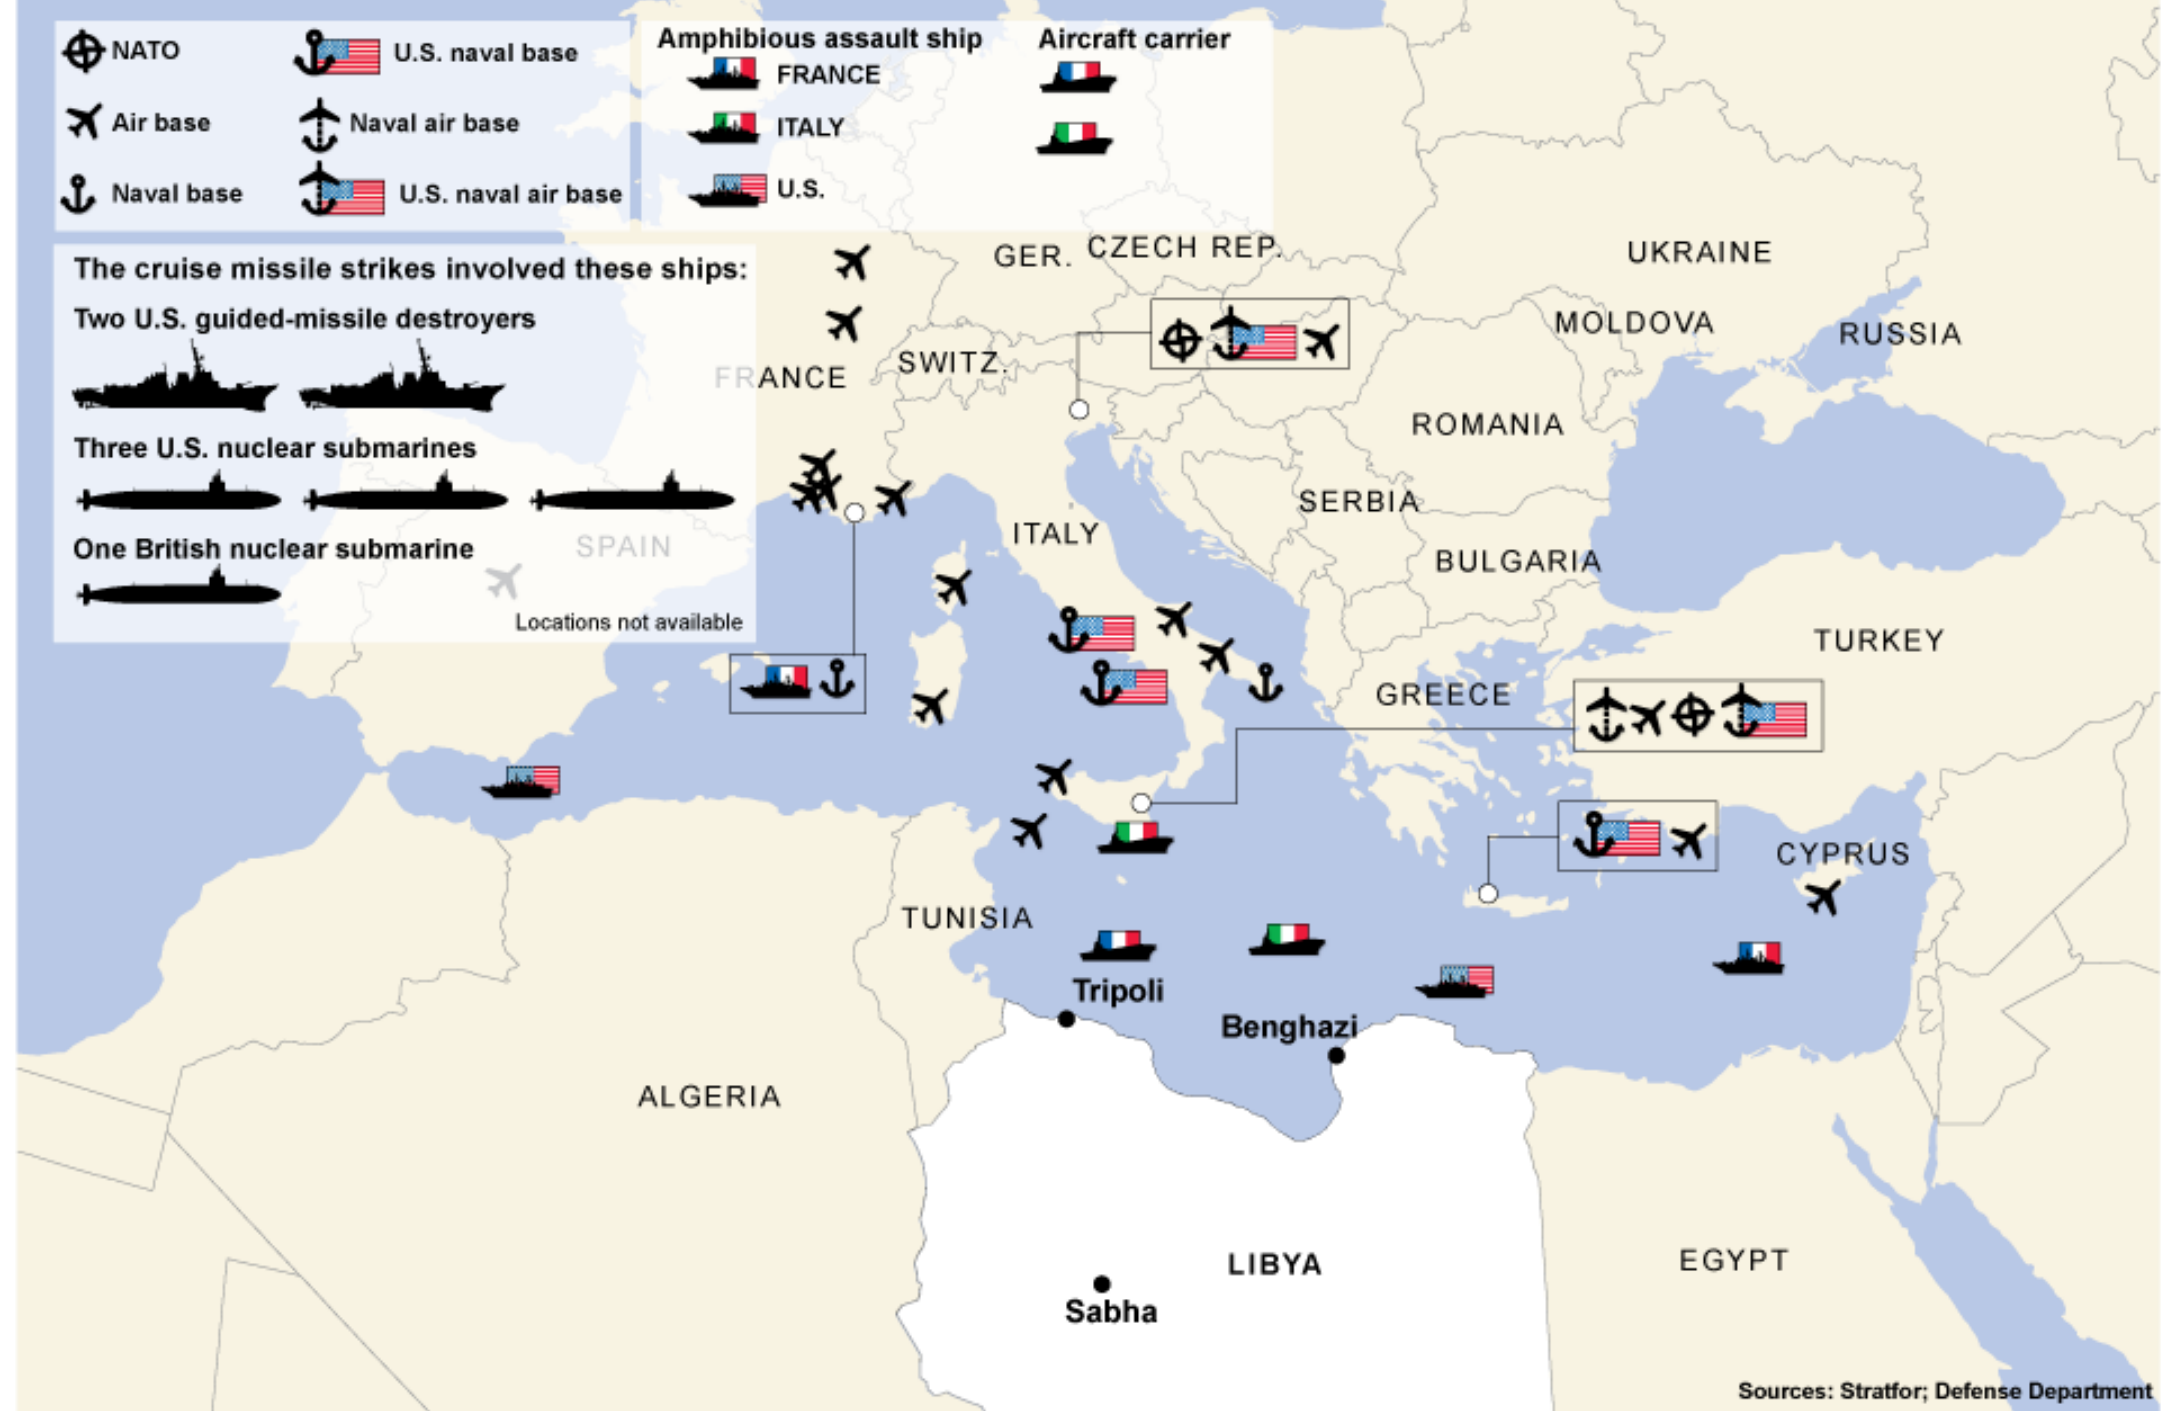 NATO
U.S. naval base
Air base
Naval air base
Naval base
U.S. naval air base
Amphibious assault ship
Aircraft carrier
FRANCE
ITALY
U.S.
The cruise missile strikes involved these ships:
Two U.S. guided-missile destroyers
Three U.S. nuclear submarines
One British nuclear submarine
Locations not available
GER.
CZECH REP.
UKRAINE
MOLDOVA
RUSSIA
SWITZ.
FRANCE
ROMANIA
SERBIA
ITALY
SPAIN
BULGARIA
TURKEY
GREECE
CYPRUS
TUNISIA
Tripoli
Benghazi
ALGERIA
LIBYA
EGYPT
Sabha
Sources: Stratfor; Defense Department